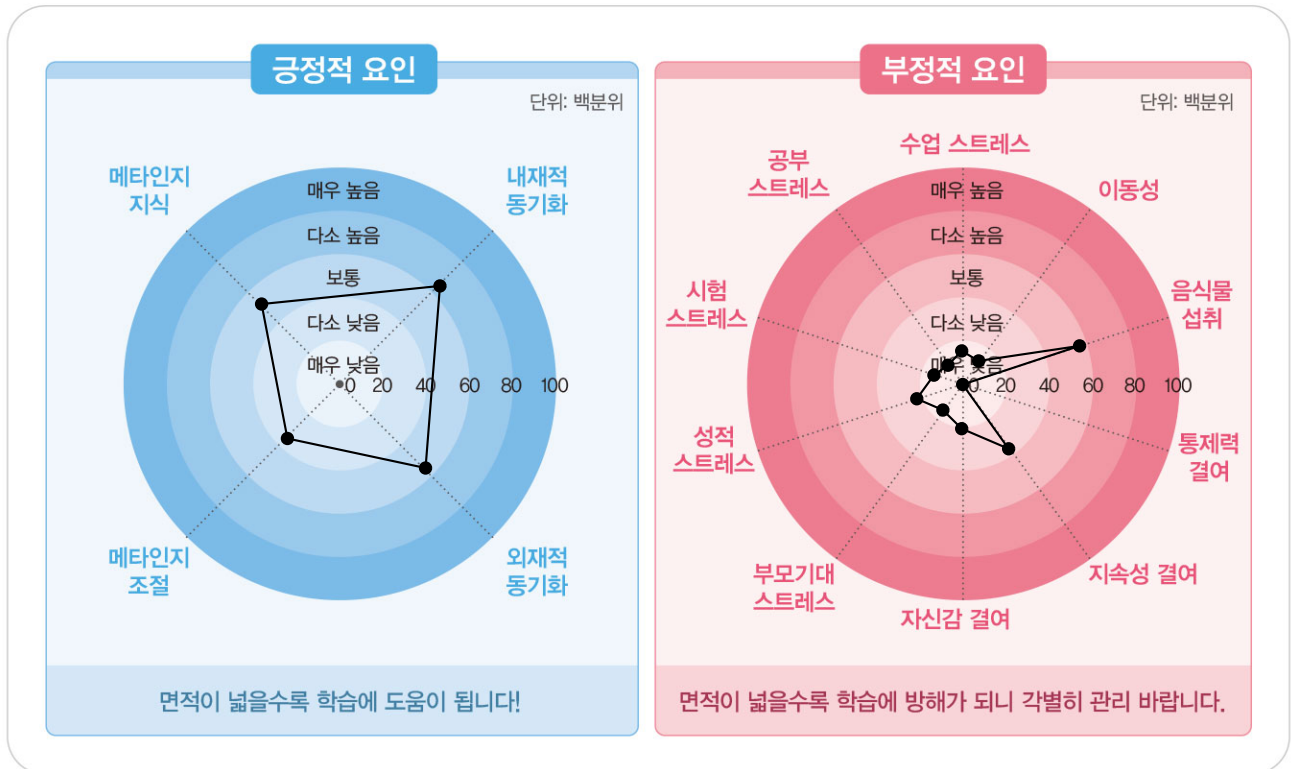 긍정적 요인
단위: 백분위
메타인지
지식
내재적
동기화
매우 높음
다소 높음
보통
다소 낮음
매우 낮음
0 20 40 60 80 100
메타인지
조절
외재적
동기화
면적이 넓을수록 학습에 도움이 됩니다!
부정적 요인
단위: 백분위
수업 스트레스
공부
스트레스
이동성
매우 높음
다소 높음
보통
시험
스트레스
음식물
섭취
다소 낮음
매우 낮음
0 20 40 60 80 100
성적
스트레스
통제력
결여
부모기대
스트레스
지속성 결여
자신감 결여
면적이 넓을수록 학습에 방해가 되니 각별히 관리 바랍니다.